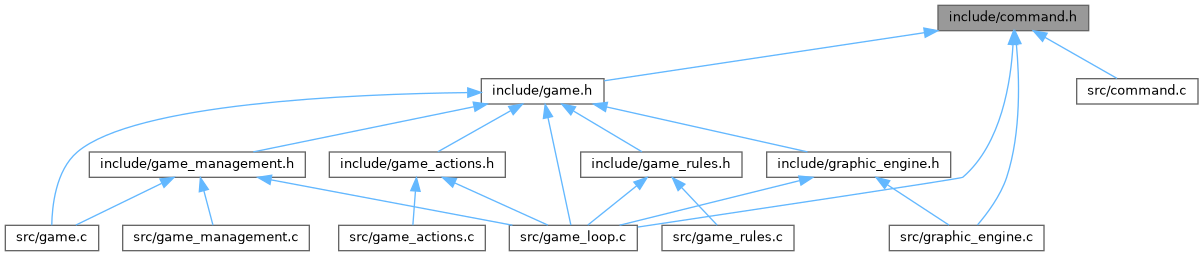 include/command.h
include/game.h
src/command.c
include/game_management.h
include/game_actions.h
include/game_rules.h
include/graphic_engine.h
src/game.c
src/game_management.c
src/game_actions.c
src/game_loop.c
src/game_rules.c
src/graphic_engine.c